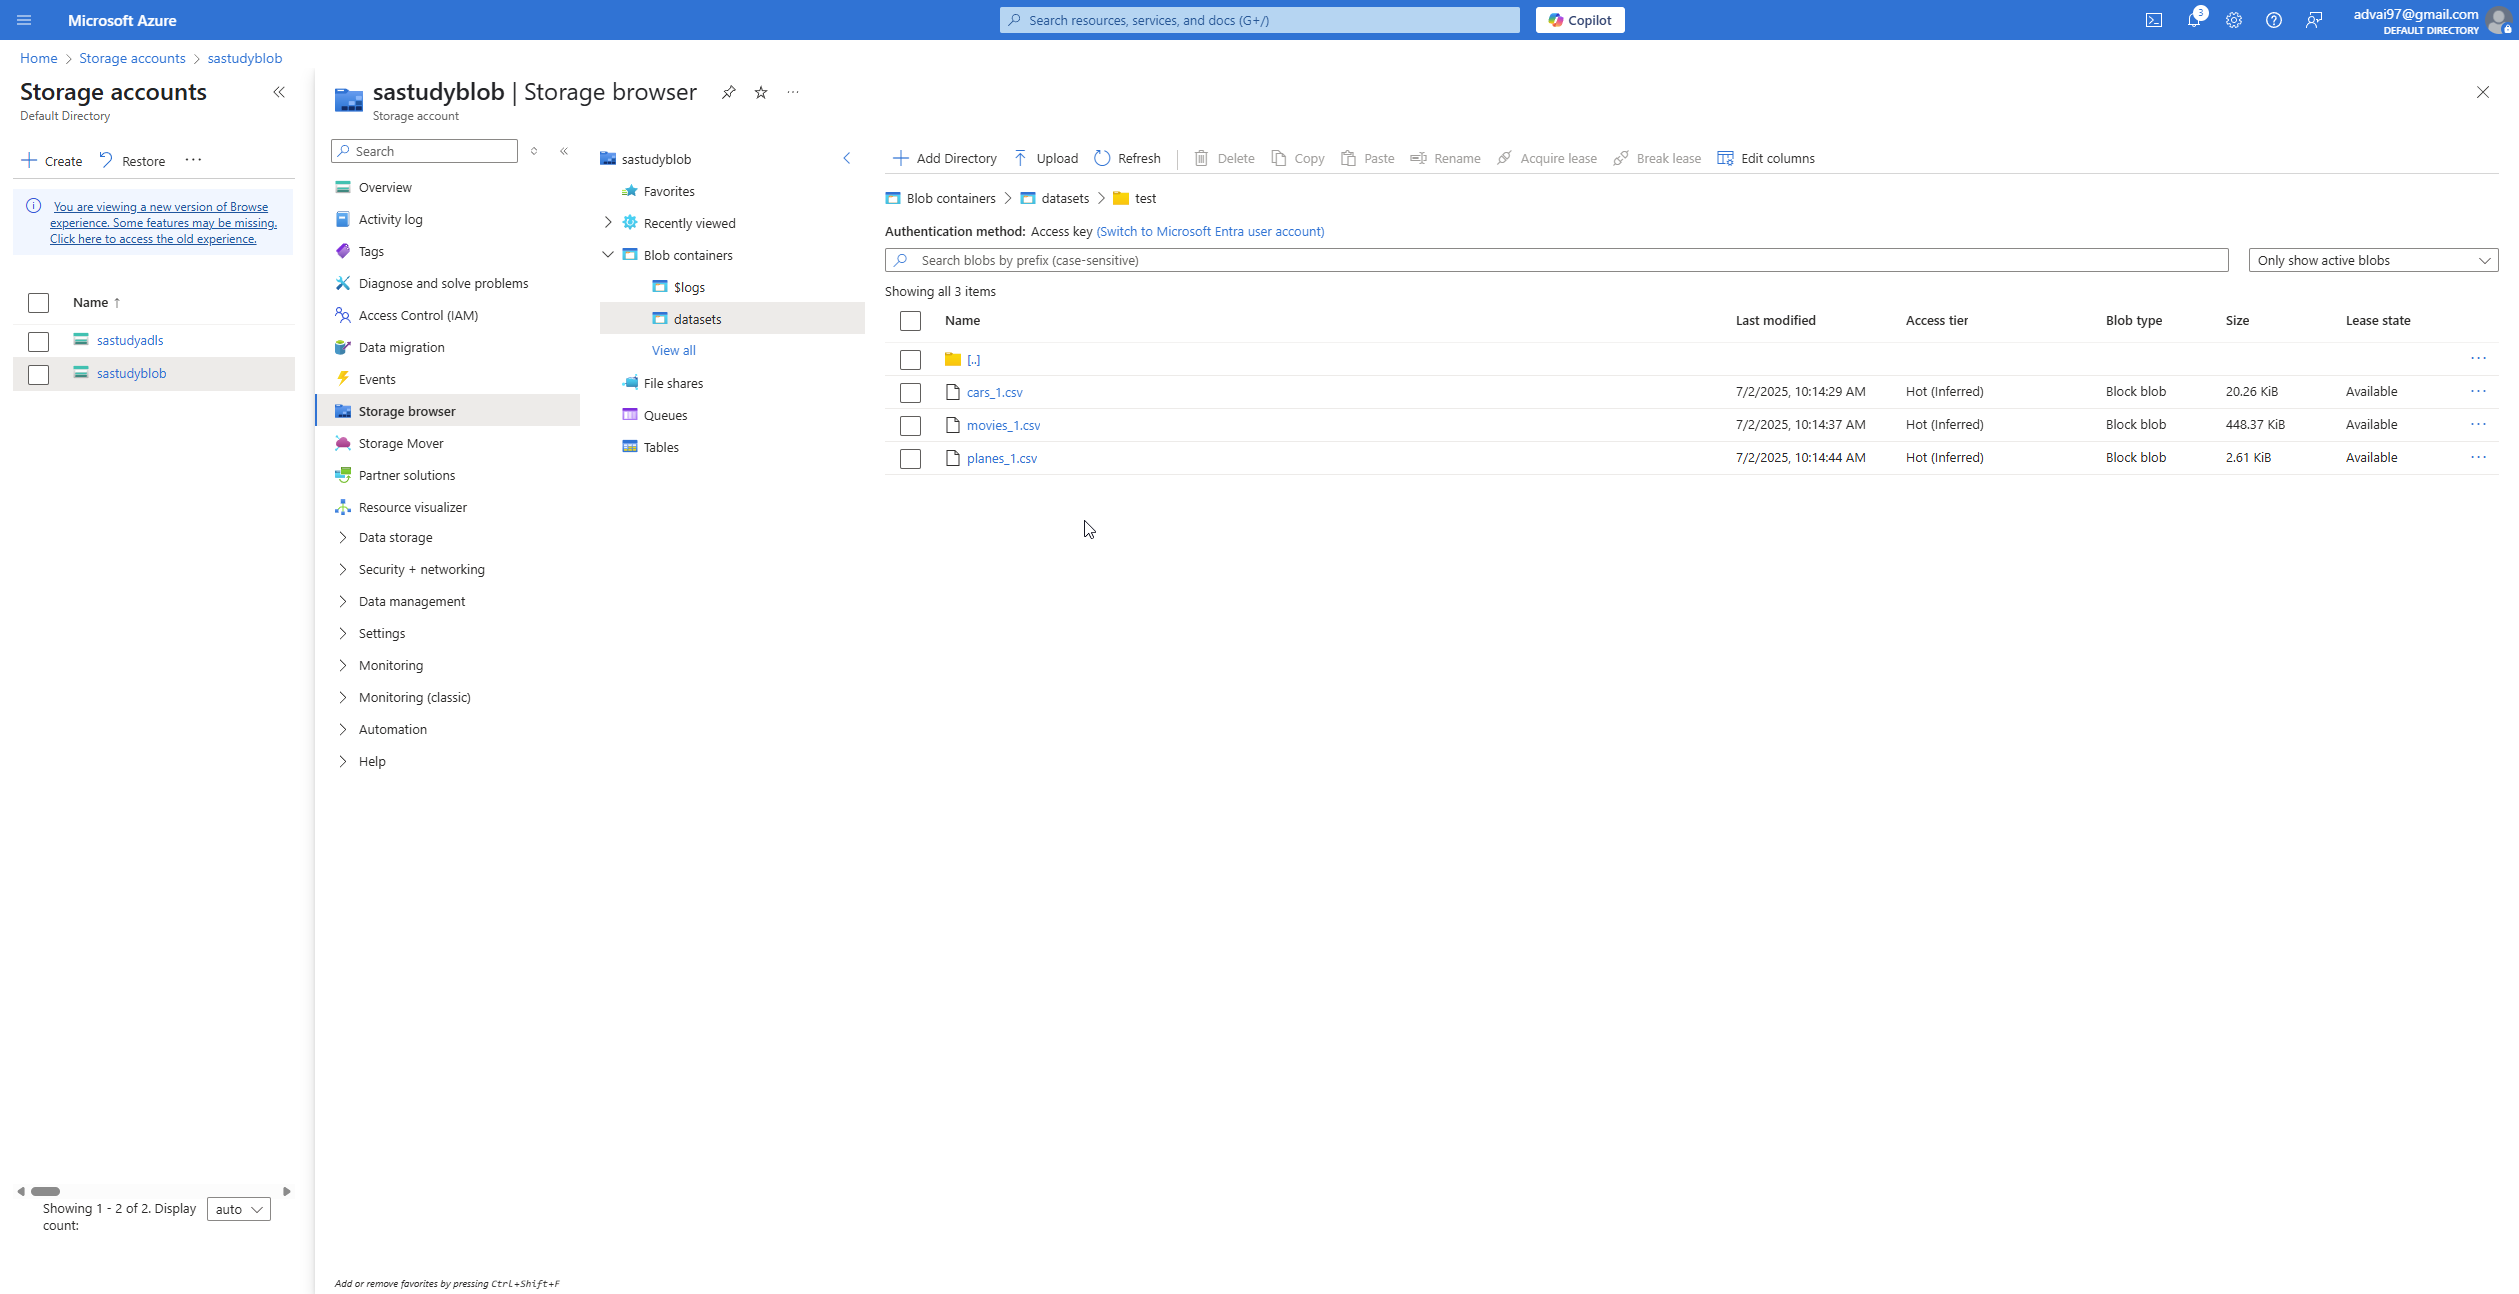 Microsoft Azure
Search resources, services, and docs (G+/)
Copilot
3
advai97@gmail.com
DEFAULT DIRECTORY
Home > Storage accounts > sastudyblob
Storage accounts
Default Directory
Create
Restore
You are viewing a new version of Browse
experience. Some features may be missing.
Click here to access the old experience.
Name ↑
sastudyadls
sastudyblob
Showing 1 - 2 of 2. Display
count:
auto
sastudyblob | Storage browser
Storage account
Search
Overview
Activity log
Tags
Diagnose and solve problems
Access Control (IAM)
Data migration
Events
Storage browser
Storage Mover
Partner solutions
Resource visualizer
Data storage
Security + networking
Data management
Settings
Monitoring
Monitoring (classic)
Automation
Help
Add or remove favorites by pressing Ctrl+Shift+F
sastudyblob
Favorites
Recently viewed
Blob containers
$logs
datasets
View all
File shares
Queues
Tables
Add Directory Upload Refresh Delete Copy Paste Rename Acquire lease Break lease Edit columns
Blob containers > datasets > test
Authentication method: Access key (Switch to Microsoft Entra user account)
Search blobs by prefix (case-sensitive)
Only show active blobs
Showing all 3 items
Name Last modified Access tier Blob type Size Lease state
[..]
cars_1.csv 7/2/2025, 10:14:29 AM Hot (Inferred) Block blob 20.26 KiB Available
movies_1.csv 7/2/2025, 10:14:37 AM Hot (Inferred) Block blob 448.37 KiB Available
planes_1.csv 7/2/2025, 10:14:44 AM Hot (Inferred) Block blob 2.61 KiB Available